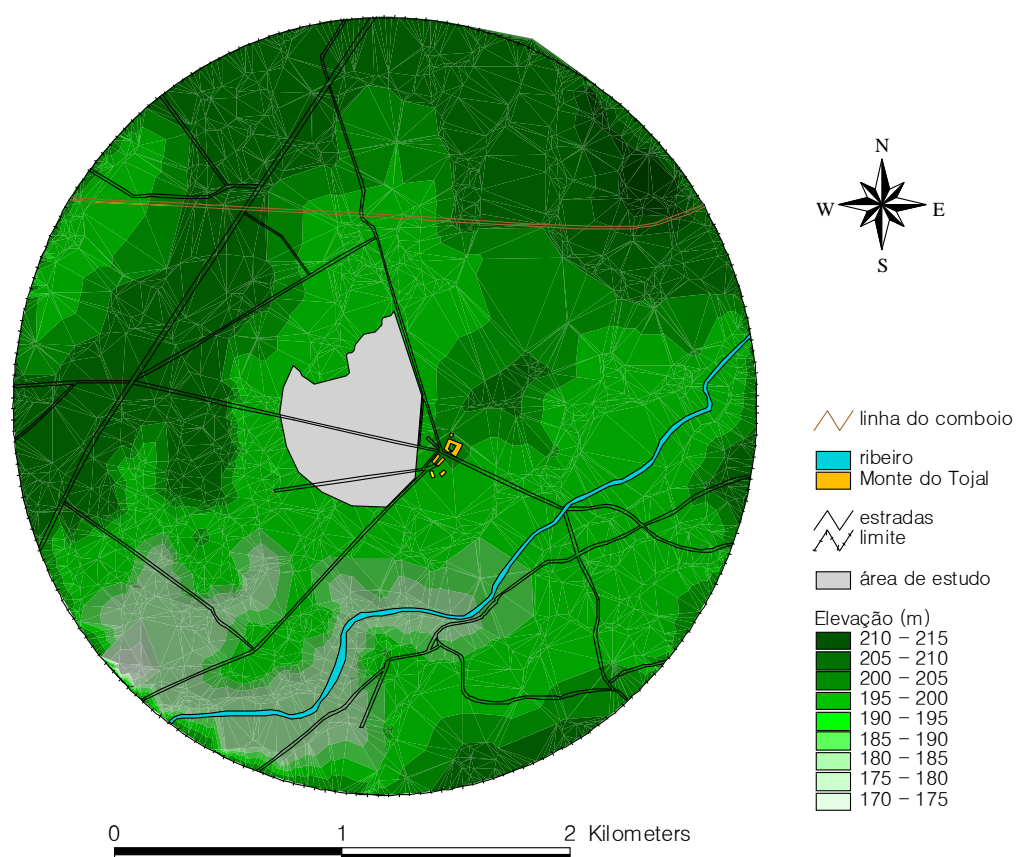 N
W E
S
linha do comboio
ribeiro
Monte do Tojal
estradas
limite
área de estudo
Elevação (m)
210 – 215
205 – 210
200 – 205
195 – 200
190 – 195
185 – 190
180 – 185
175 – 180
170 – 175
0 1 2 Kilometers